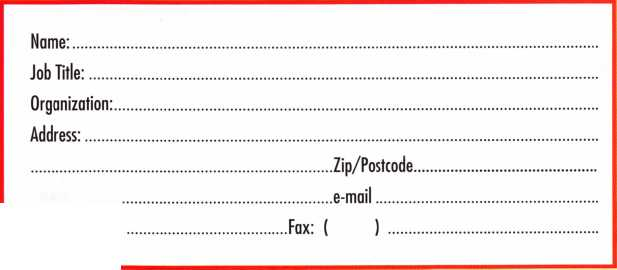 Name:
Job Title:
Organization:
Address:
Zip/Postcode
e-mail
Fax: ( )